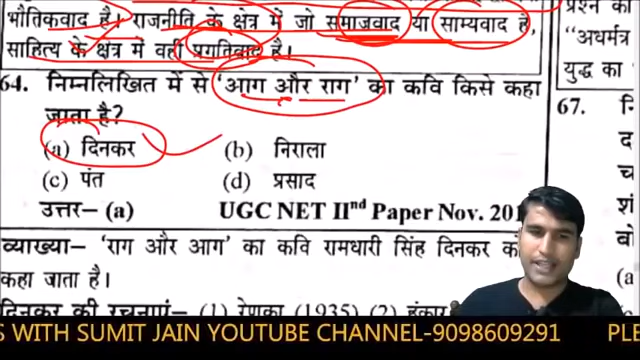 भौतिकवाद है। राजनीति के क्षेत्र में जो समाजवाद या साम्यवाद है,
साहित्य के क्षेत्र में वही प्रगतिवाद है।
64. निम्नलिखित में से 'आग और राग' का कवि किसे कहा
जाता है?
(a) दिनकर (b) निराला
(c) पंत (d) प्रसाद
उत्तर– (a) UGC NET IInd Paper Nov. 201
व्याख्या– 'राग और आग' का कवि रामधारी सिंह दिनकर
कहा जाता है।
दिनकर की रचनाएं– (1) रेणुका (1935) (2) हुंकार
प्रश्न
"अधर्मत्र
युद्ध का
67.
(a)
S WITH SUMIT JAIN YOUTUBE CHANNEL-9098609291 PLE